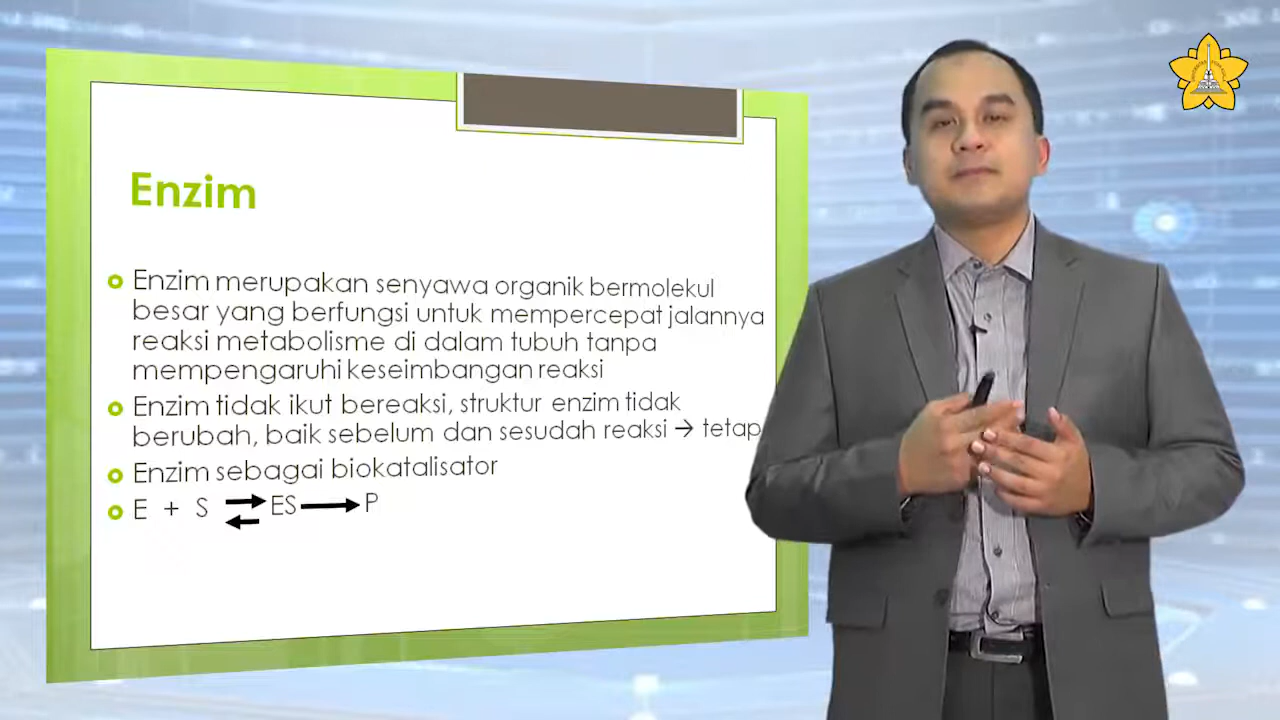 Enzim
Enzim merupakan senyawa organik bermolekul
besar yang berfungsi untuk mempercepat jalannya
reaksi metabolisme di dalam tubuh tanpa
mempengaruhi keseimbangan reaksi
Enzim tidak ikut bereaksi, struktur enzim tidak
berubah, baik sebelum dan sesudah reaksi → tetap
Enzim sebagai biokatalisator
E + S ⇄ ES → P